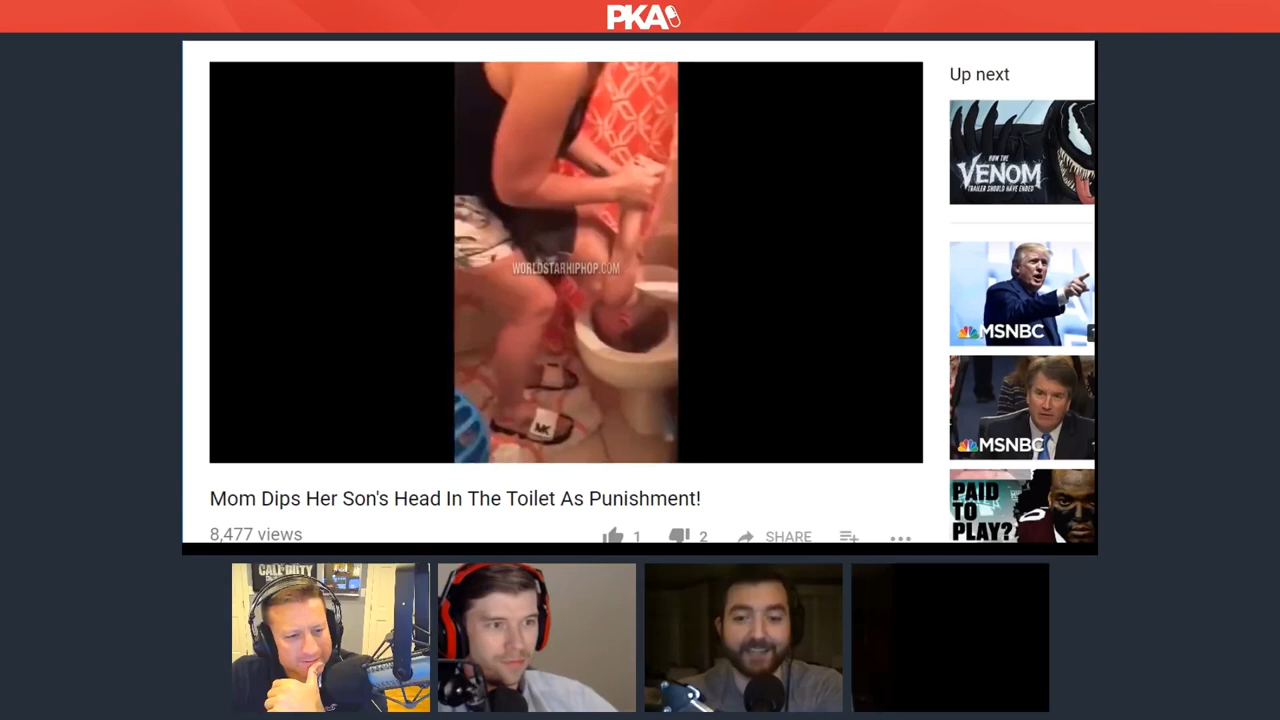 PKA
Up next
HOW THE
VENOM
TRAILER SHOULD HAVE ENDED
WORLDSTARHIPHOP.COM
MSNBC
MK
MSNBC
PAID
TO
PLAY?
Mom Dips Her Son's Head In The Toilet As Punishment!
8,477 views
1
2
SHARE
CALL OF DUTY